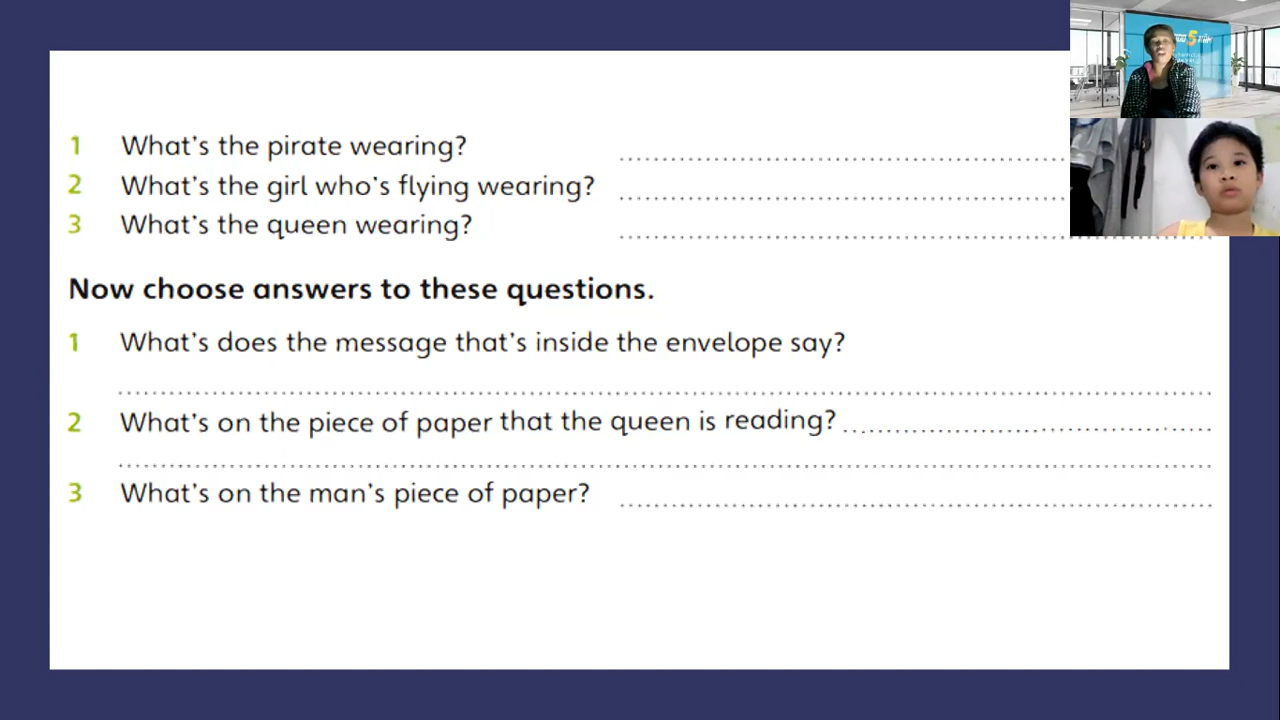 1 What's the pirate wearing?
2 What's the girl who's flying wearing?
3 What's the queen wearing?
Now choose answers to these questions.
1 What's does the message that's inside the envelope say?
2 What's on the piece of paper that the queen is reading?
3 What's on the man's piece of paper?
5